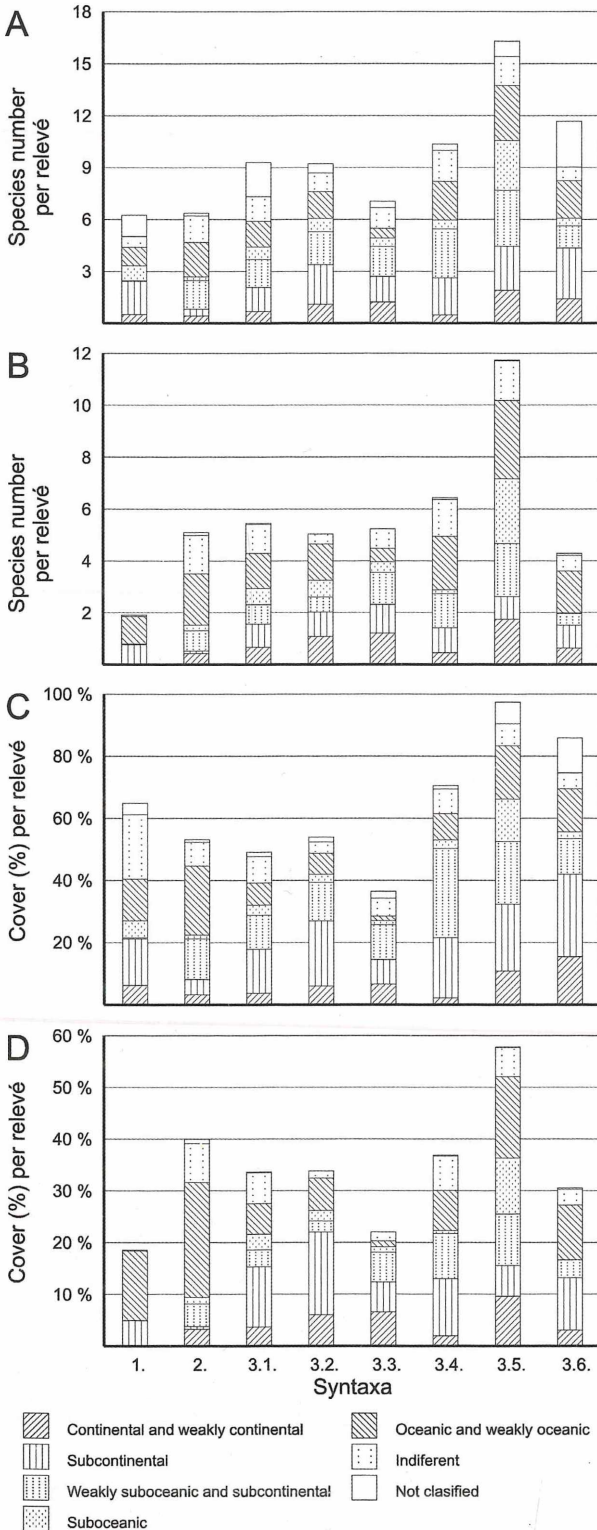 A
Species number
per relevé
18
15
12
9
6
3
B
Species number
per relevé
12
10
8
6
4
2
C
Cover (%) per relevé
100 %
80 %
60 %
40 %
20 %
D
Cover (%) per relevé
60 %
50 %
40 %
30 %
20 %
10 %
1. 2. 3.1. 3.2. 3.3. 3.4. 3.5. 3.6.
Syntaxa
Continental and weakly continental
Subcontinental
Weakly suboceanic and subcontinental
Suboceanic
Oceanic and weakly oceanic
Indiferent
Not clasified